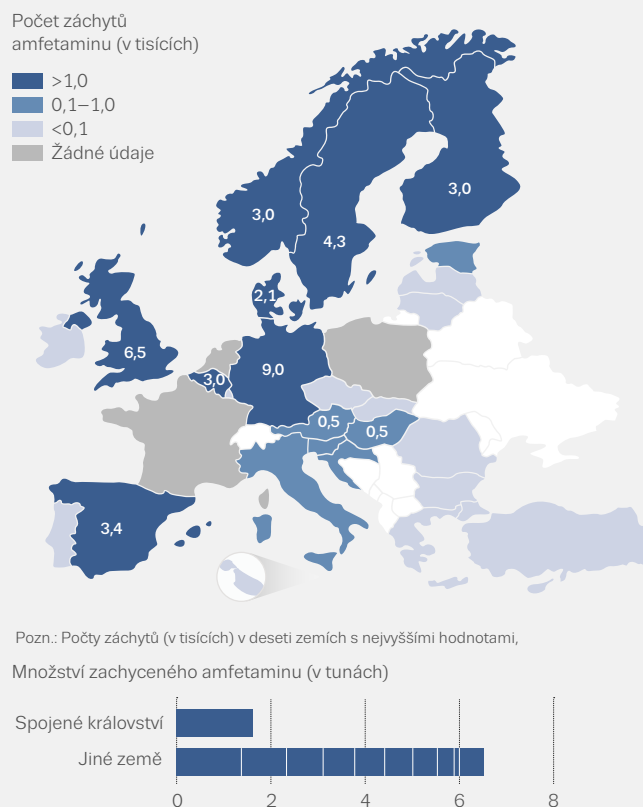 Počet záchytů
amfetaminu (v tisících)
>1,0
0,1–1,0
<0,1
Žádné údaje
3,0
3,0
4,3
2,1
6,5
3,0
9,0
0,5
0,5
3,4
Pozn.: Počty záchytů (v tisících) v deseti zemích s nejvyššími hodnotami,
Množství zachyceného amfetaminu (v tunách)
Spojené království
Jiné země
0 2 4 6 8